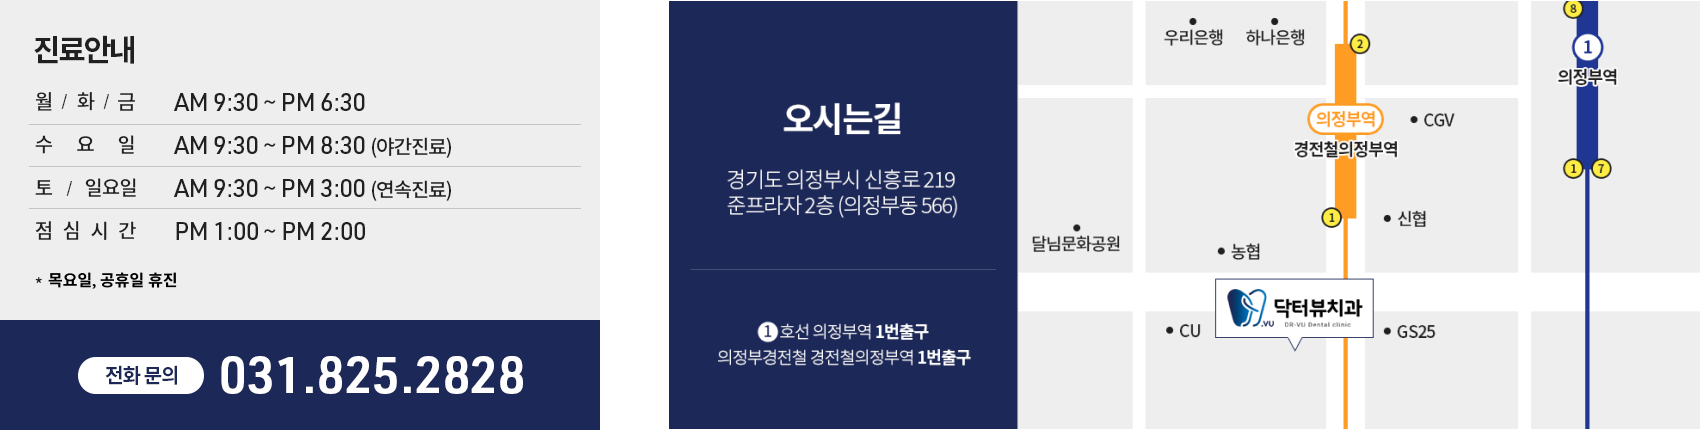 진료안내
월 / 화 / 금 AM 9:30 ~ PM 6:30
수 요 일 AM 9:30 ~ PM 8:30 (야간진료)
토 / 일요일 AM 9:30 ~ PM 3:00 (연속진료)
점 심 시 간 PM 1:00 ~ PM 2:00
* 목요일, 공휴일 휴진
전화 문의 031.825.2828
오시는길
경기도 의정부시 신흥로 219
준프라자 2층 (의정부동 566)
1 호선 의정부역 1번출구
의정부경전철 경전철의정부역 1번출구
우리은행
하나은행
2
8
1
의정부역
의정부역
경전철의정부역
CGV
1
7
1
신협
달님문화공원
농협
닥터뷰치과
.VU DR·VU Dental clinic
CU
GS25